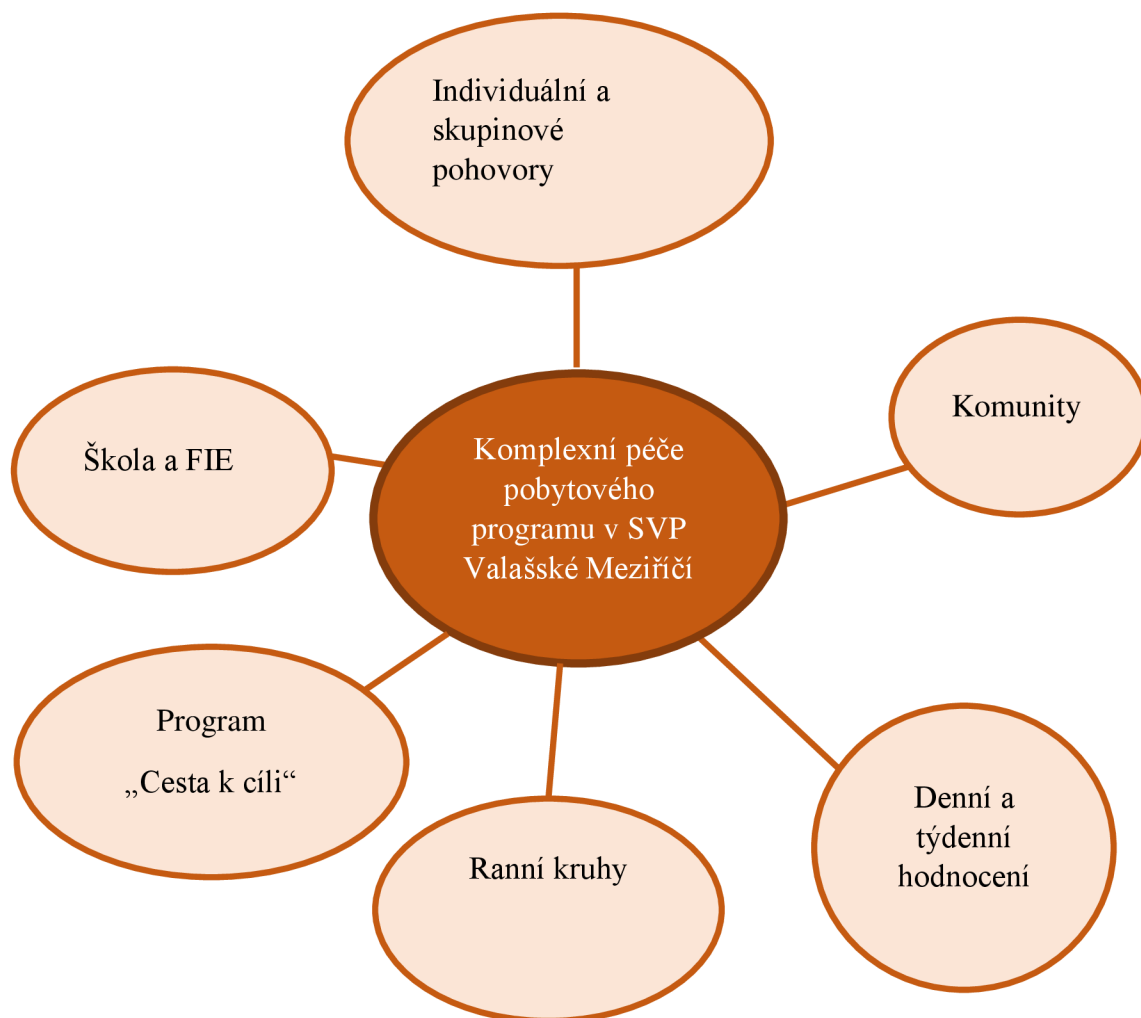 Individuální a
skupinové
pohovory
Komunity
Škola a FIE
Komplexní péče
pobytového
programu v SVP
Valašské Meziříčí
Program
„Cesta k cíli“
Ranní kruhy
Denní a
týdenní
hodnocení